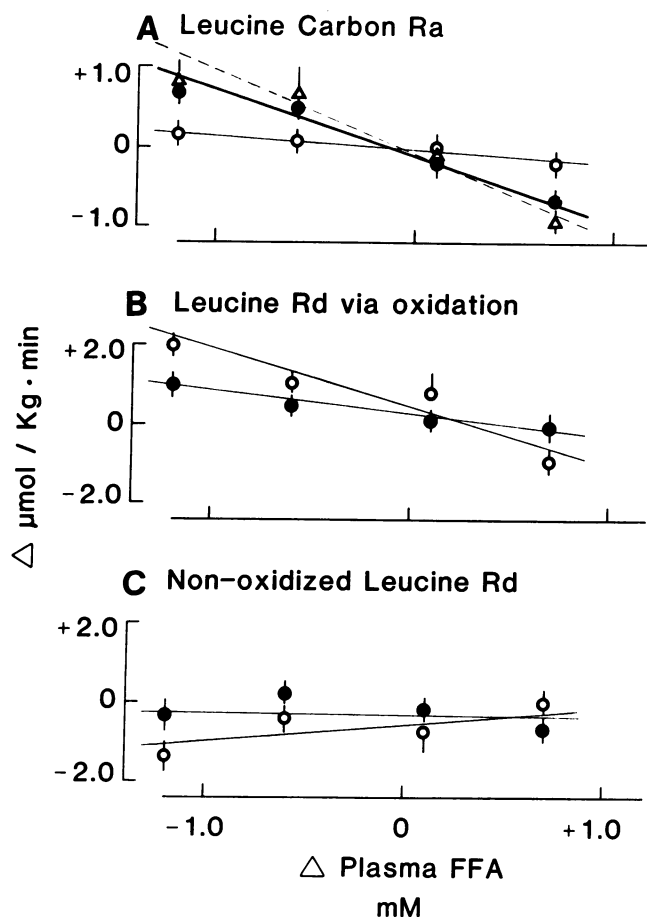 A Leucine Carbon Ra
+1.0
0
-1.0
B Leucine Rd via oxidation
+2.0
0
-2.0
C Non-oxidized Leucine Rd
+2.0
0
-2.0
-1.0 0 +1.0
△ Plasma FFA
mM
△ μmol / Kg·min